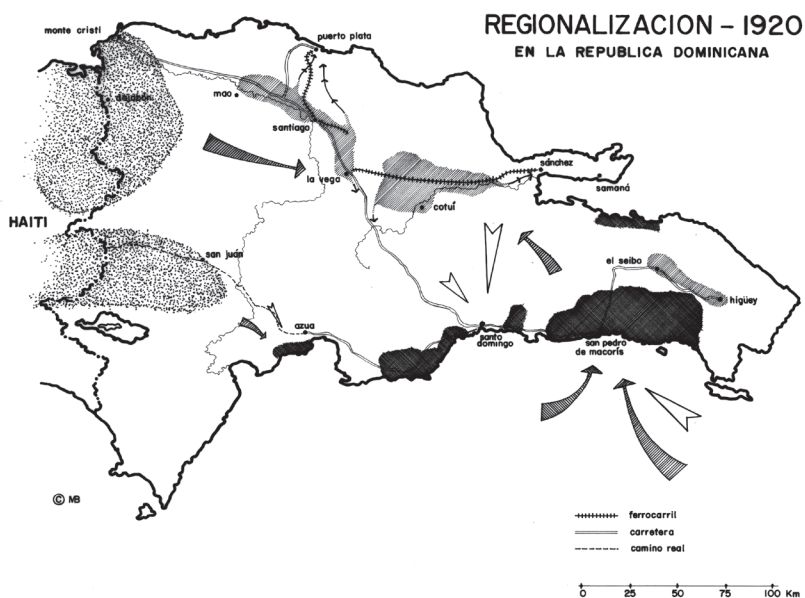 REGIONALIZACION – 1920
EN LA REPUBLICA DOMINICANA
monte cristi
puerto plata
dajabón
mao
santiago
la vega
sánchez
samaná
cotuí
HAITI
san juán
el seibo
higüey
azua
santo
domingo
san pedro
de macorís
© MB
ferrocarril
carretera
camino real
0 25 50 75 100 Km